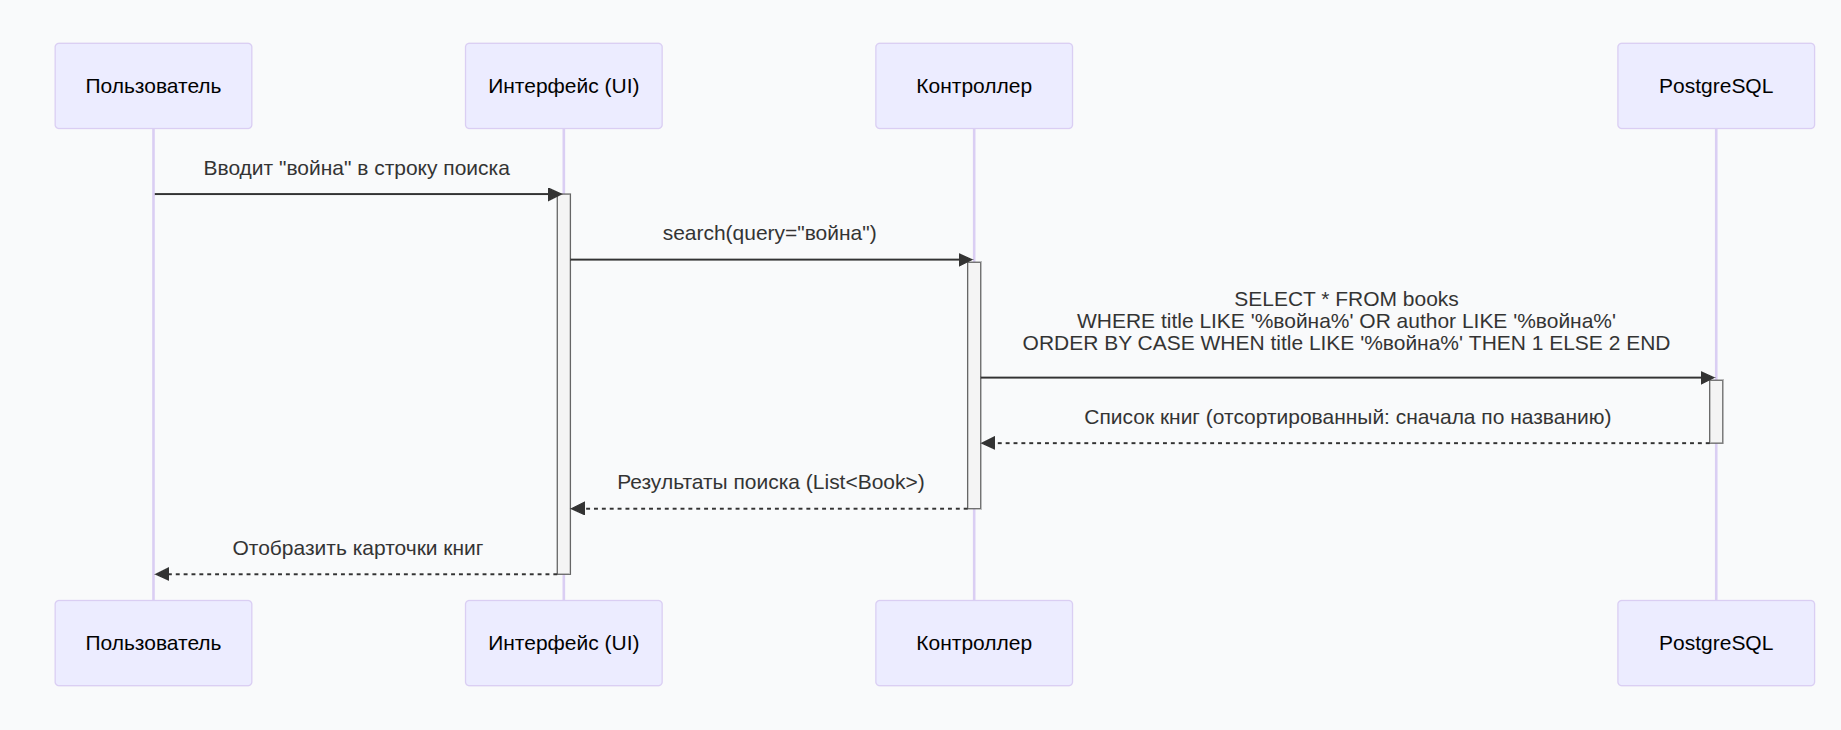 Пользователь
Интерфейс (UI)
Контроллер
PostgreSQL
Вводит "война" в строку поиска
search(query="война")
SELECT * FROM books
WHERE title LIKE '%война%' OR author LIKE '%война%'
ORDER BY CASE WHEN title LIKE '%война%' THEN 1 ELSE 2 END
Список книг (отсортированный: сначала по названию)
Результаты поиска (List<Book>)
Отобразить карточки книг
Пользователь
Интерфейс (UI)
Контроллер
PostgreSQL